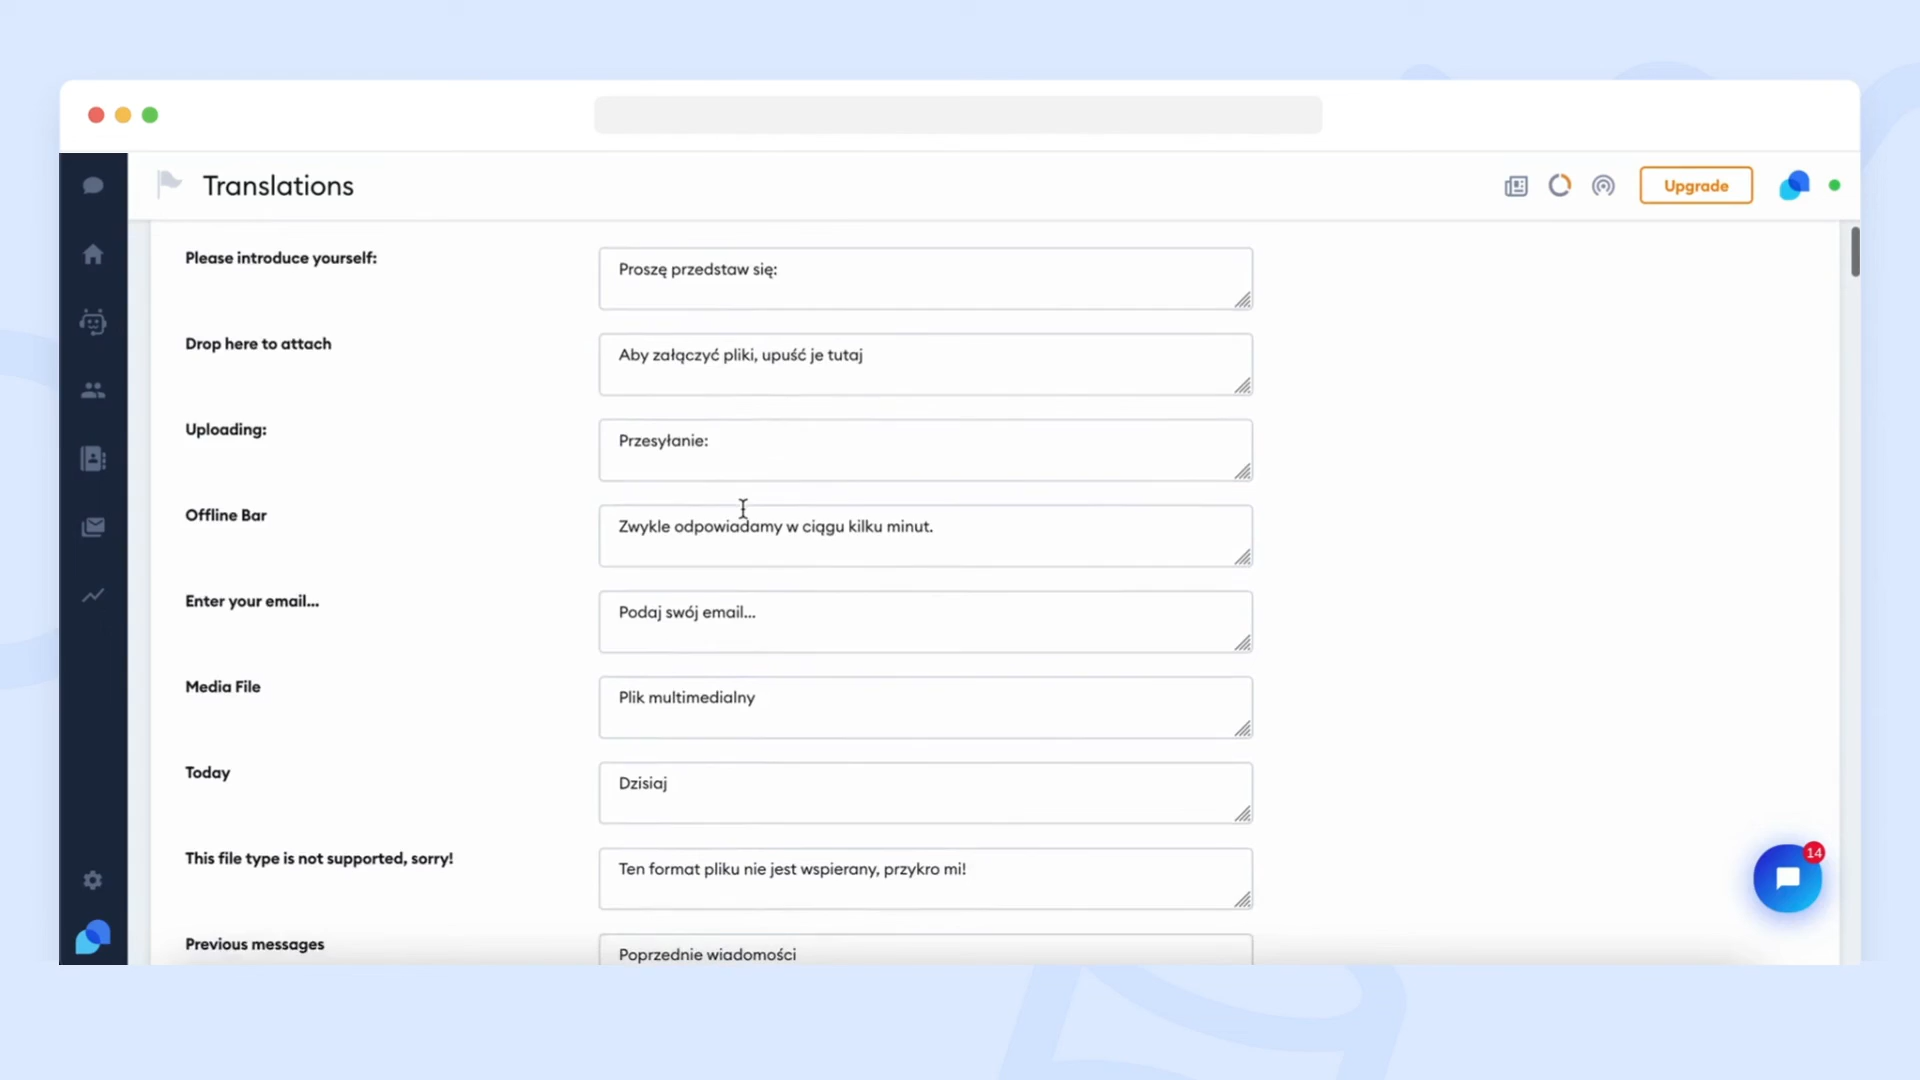 Translations
Upgrade
Please introduce yourself:
Proszę przedstaw się:
Drop here to attach
Aby załączyć pliki, upuść je tutaj
Uploading:
Przesyłanie:
Offline Bar
Zwykle odpowiadamy w ciągu kilku minut.
Enter your email...
Podaj swój email...
Media File
Plik multimedialny
Today
Dzisiaj
This file type is not supported, sorry!
Ten format pliku nie jest wspierany, przykro mi!
14
Previous messages
Poprzednie wiadomości